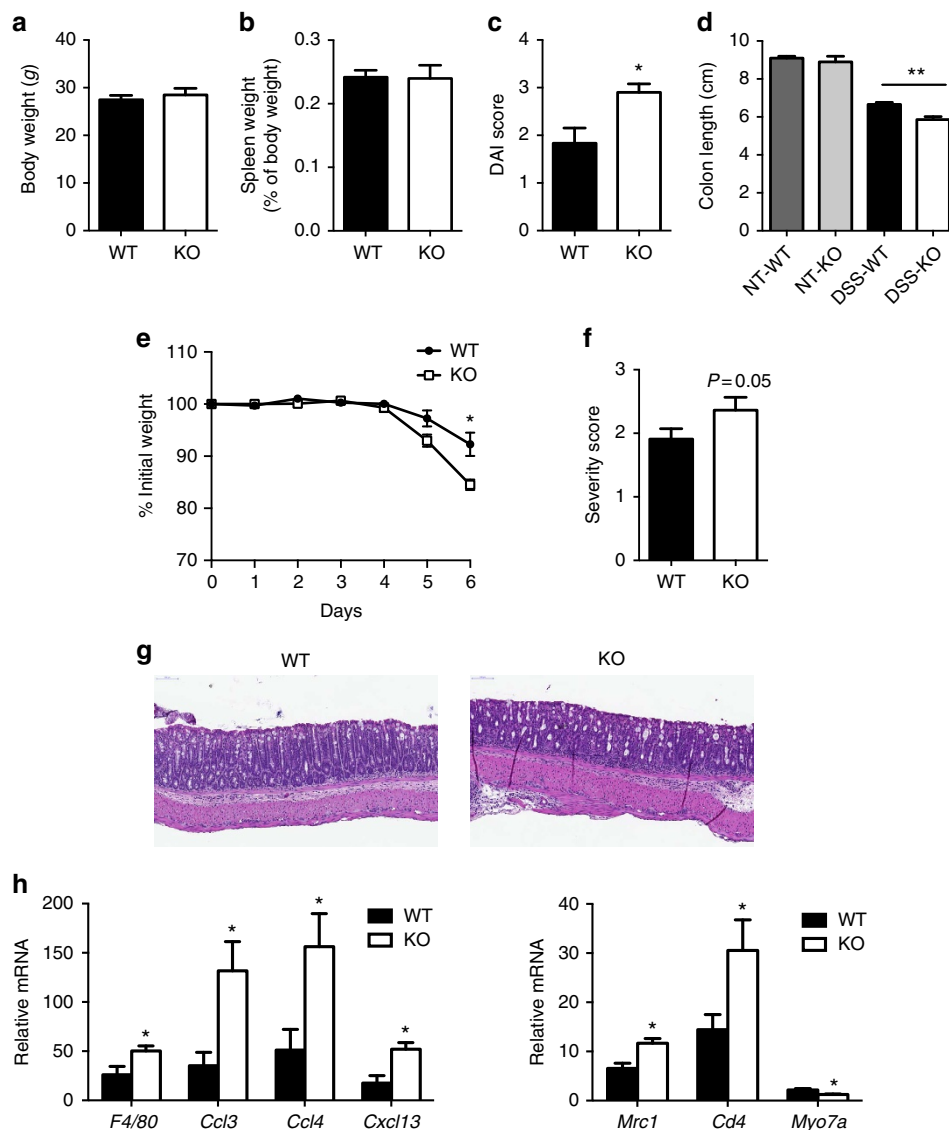 a
Body weight (g)
40
30
20
10
0
WT
KO
b
Spleen weight
(% of body weight)
0.3
0.2
0.1
0.0
WT
KO
c
DAI score
4
3
2
1
0
*
WT
KO
d
Colon length (cm)
10
8
6
4
2
0
**
NT-WT
NT-KO
DSS-WT
DSS-KO
e
% Initial weight
110
100
90
80
70
WT
KO
*
0 1 2 3 4 5 6
Days
f
Severity score
3
2
1
0
P = 0.05
WT
KO
g
WT
KO
h
Relative mRNA
200
150
100
50
0
WT
KO
* * * *
F4/80 Ccl3 Ccl4 Cxcl13
Relative mRNA
40
30
20
10
0
WT
KO
* * *
Mrc1 Cd4 Myo7a